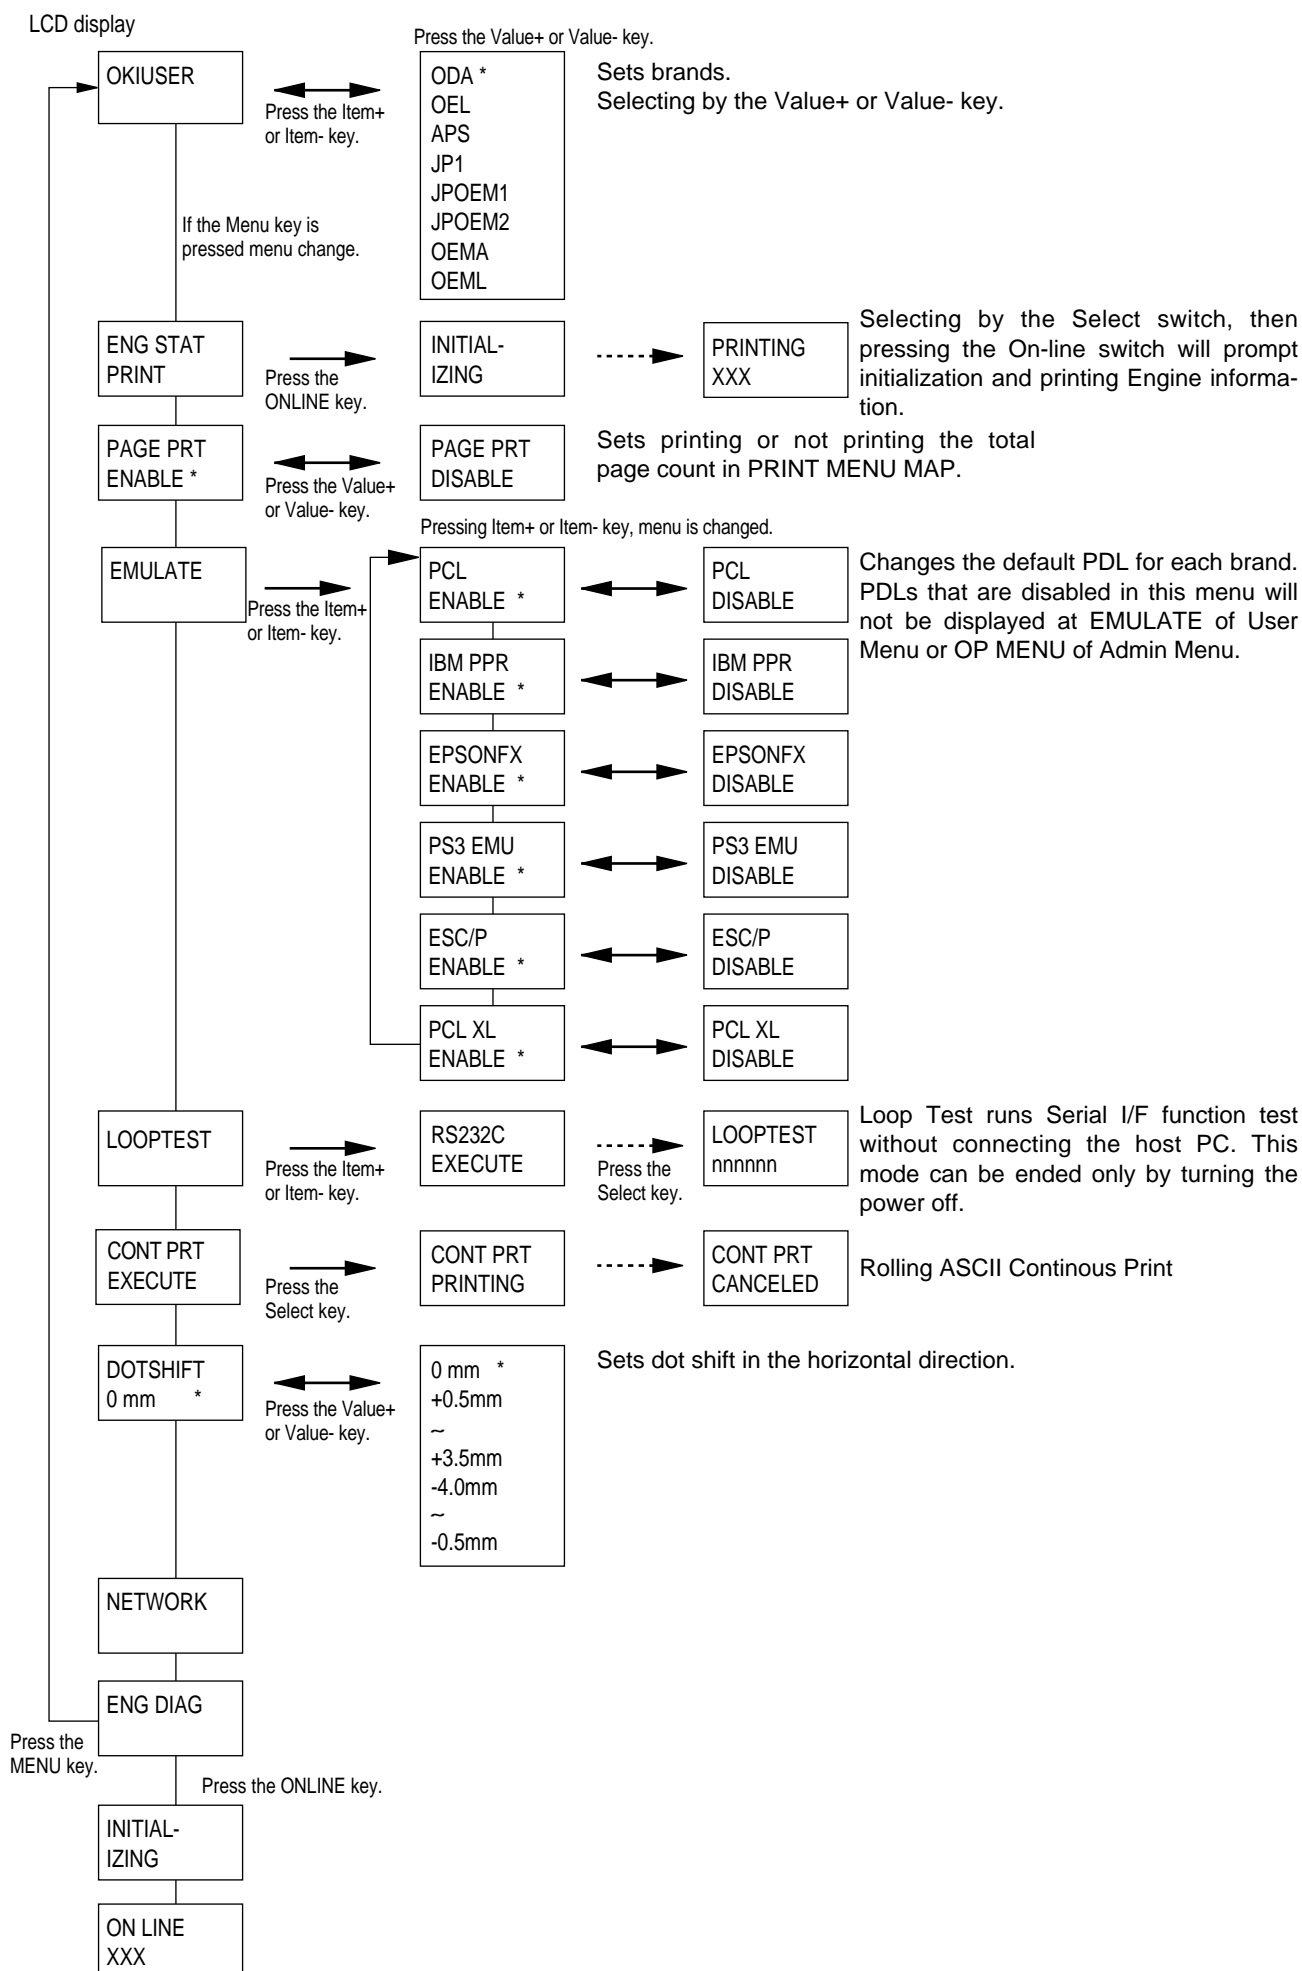 LCD display
Press the Value+ or Value- key.
OKIUSER
Press the Item+
or Item- key.
ODA *
OEL
APS
JP1
JPOEM1
JPOEM2
OEMA
OEML
Sets brands.
Selecting by the Value+ or Value- key.
If the Menu key is
pressed menu change.
ENG STAT
PRINT
Press the
ONLINE key.
INITIAL-
IZING
PRINTING
XXX
Selecting by the Select switch, then
pressing the On-line switch will prompt
initialization and printing Engine informa-
tion.
PAGE PRT
ENABLE *
Press the Value+
or Value- key.
PAGE PRT
DISABLE
Sets printing or not printing the total
page count in PRINT MENU MAP.
Pressing Item+ or Item- key, menu is changed.
EMULATE
Press the Item+
or Item- key.
PCL
ENABLE *
PCL
DISABLE
Changes the default PDL for each brand.
PDLs that are disabled in this menu will
not be displayed at EMULATE of User
Menu or OP MENU of Admin Menu.
IBM PPR
ENABLE *
IBM PPR
DISABLE
EPSONFX
ENABLE *
EPSONFX
DISABLE
PS3 EMU
ENABLE *
PS3 EMU
DISABLE
ESC/P
ENABLE *
ESC/P
DISABLE
PCL XL
ENABLE *
PCL XL
DISABLE
LOOPTEST
Press the Item+
or Item- key.
RS232C
EXECUTE
Press the
Select key.
LOOPTEST
nnnnnn
Loop Test runs Serial I/F function test
without connecting the host PC. This
mode can be ended only by turning the
power off.
CONT PRT
EXECUTE
Press the
Select key.
CONT PRT
PRINTING
CONT PRT
CANCELED
Rolling ASCII Continous Print
DOTSHIFT
0 mm *
Press the Value+
or Value- key.
0 mm *
+0.5mm
~
+3.5mm
-4.0mm
~
-0.5mm
Sets dot shift in the horizontal direction.
NETWORK
ENG DIAG
Press the
MENU key.
Press the ONLINE key.
INITIAL-
IZING
ON LINE
XXX